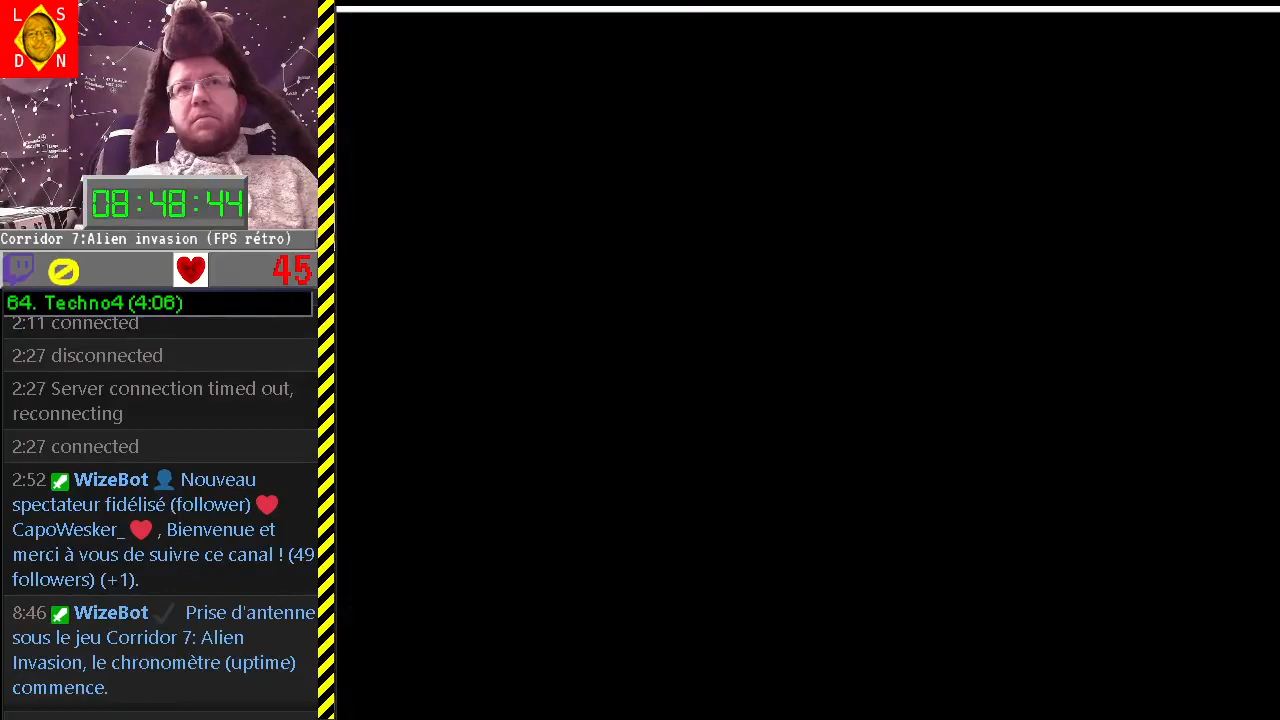 L S
D N
08:48:44
Corridor 7:Alien invasion (FPS rétro)
45
64. Techno4 (4:06)
2:11 connected
2:27 disconnected
2:27 Server connection timed out,
reconnecting
2:27 connected
2:52 WizeBot 👤 Nouveau
spectateur fidélisé (follower) ❤️
CapoWesker_ ❤️ , Bienvenue et
merci à vous de suivre ce canal ! (49
followers) (+1).
8:46 WizeBot ✔️ Prise d'antenne
sous le jeu Corridor 7: Alien
Invasion, le chronomètre (uptime)
commence.